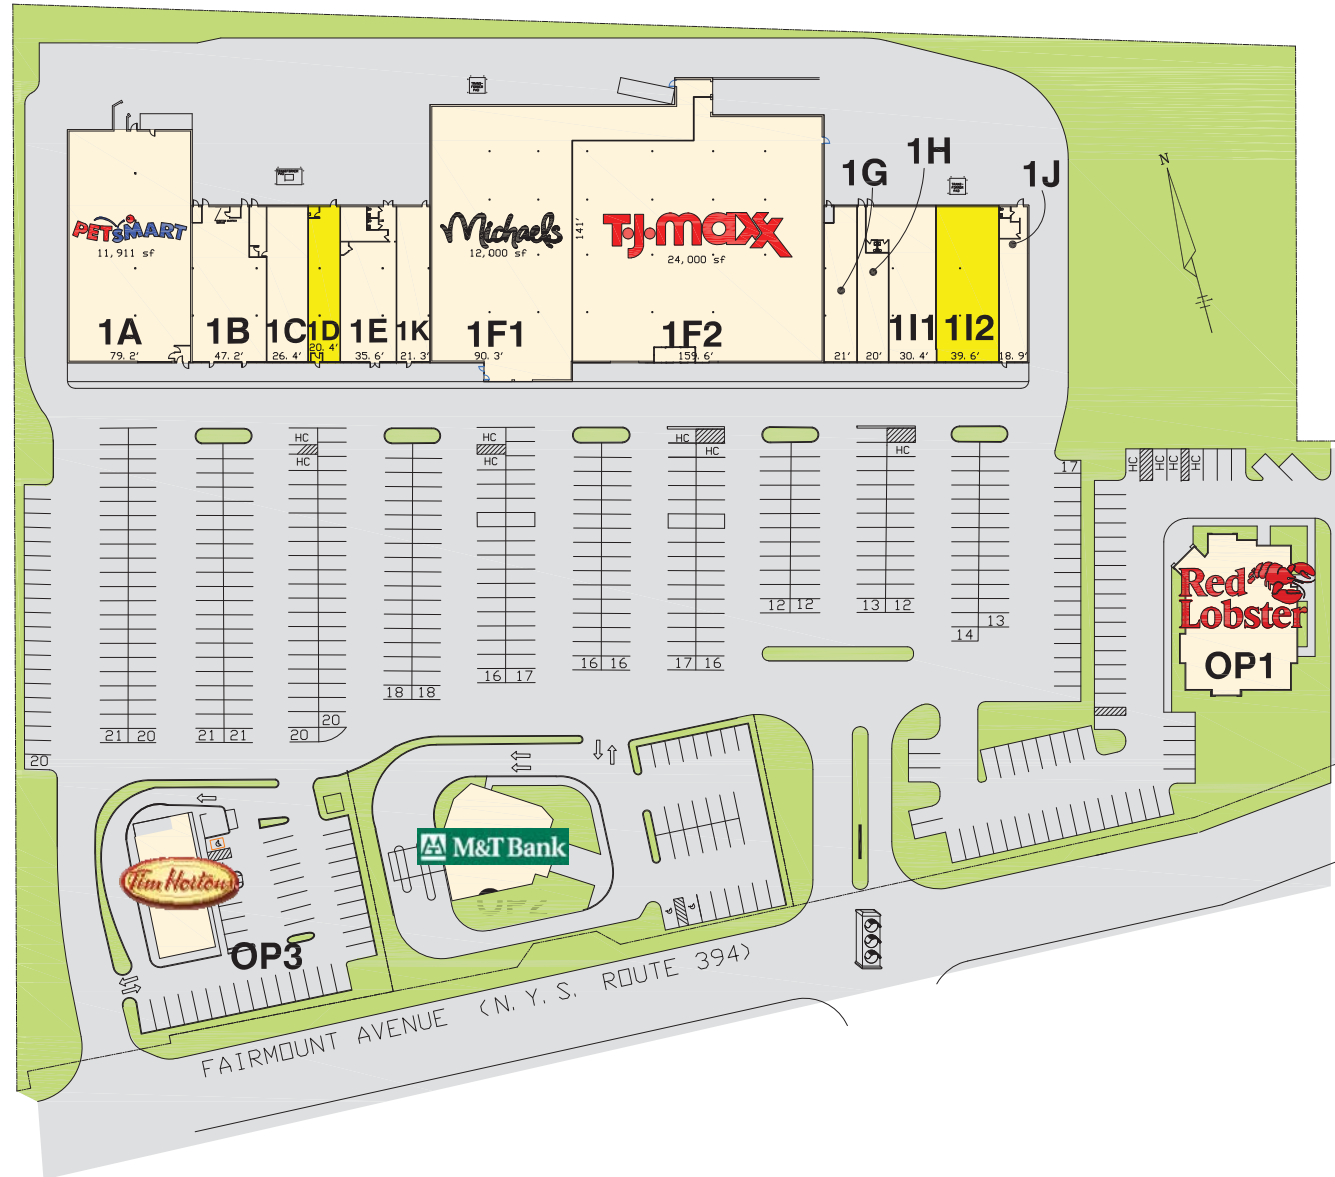 N
1H
1G
1J
PETSMART
11,911 sf
Michaels
12,000 sf
141'
T·J·maxx
24,000 sf
1A
1B
1C
1D
1E
1K
1F1
1F2
1I1
1I2
79.2'
47.2'
26.4'
20.4'
35.6'
21.3'
90.3'
159.6'
21'
20'
30.4'
39.6'
18.9'
HC
HC
HC
HC
HC
HC
HC
HC
HC
HC
HC
17
Red
Lobster
OP1
12 12
13 12
14 13
16 17
16 16
17 16
18 18
21 20
21 21
20 20
20
M&T Bank
Tim Hortons
OP3
FAIRMOUNT AVENUE (N.Y.S. ROUTE 394)